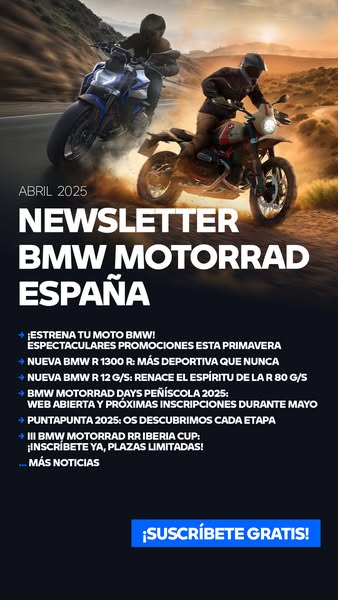 ABRIL 2025
NEWSLETTER
BMW MOTORRAD
ESPAÑA
→ ¡ESTRENA TU MOTO BMW!
ESPECTACULARES PROMOCIONES ESTA PRIMAVERA
→ NUEVA BMW R 1300 R: MÁS DEPORTIVA QUE NUNCA
→ NUEVA BMW R 12 G/S: RENACE EL ESPÍRITU DE LA R 80 G/S
→ BMW MOTORRAD DAYS PEÑÍSCOLA 2025:
WEB ABIERTA Y PRÓXIMAS INSCRIPCIONES DURANTE MAYO
→ PUNTAPUNTA 2025: OS DESCUBRIMOS CADA ETAPA
→ III BMW MOTORRAD RR IBERIA CUP:
¡INSCRÍBETE YA, PLAZAS LIMITADAS!
... MÁS NOTICIAS
¡SUSCRÍBETE GRATIS!